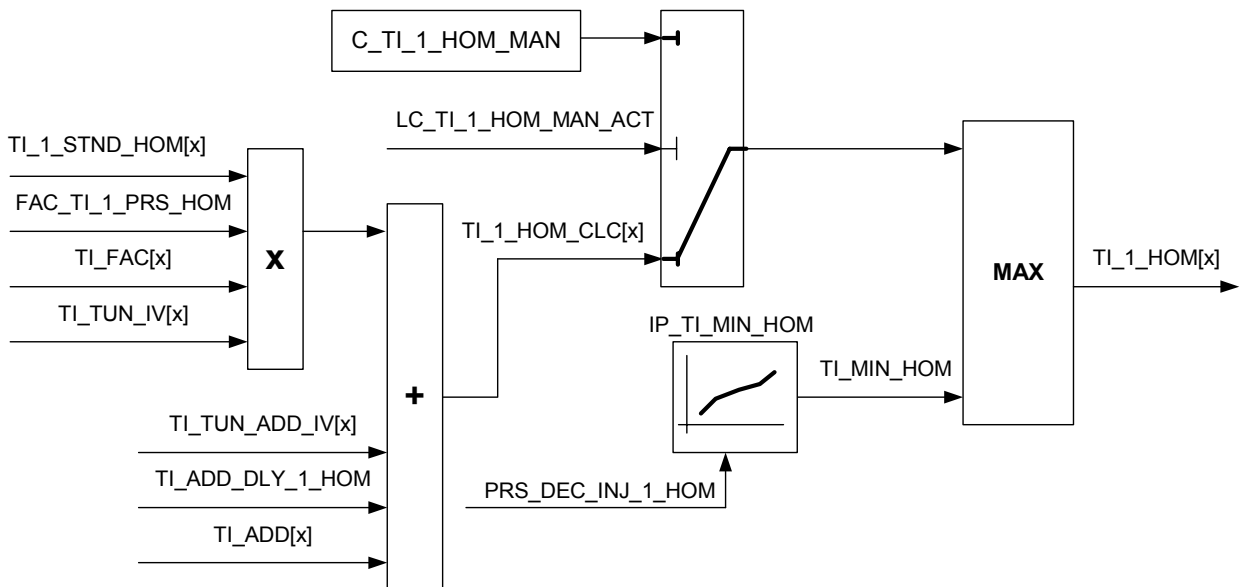 C_TI_1_HOM_MAN
LC_TI_1_HOM_MAN_ACT
TI_1_STND_HOM[x]
FAC_TI_1_PRS_HOM
TI_FAC[x]
TI_TUN_IV[x]
X
TI_1_HOM_CLC[x]
MAX
TI_1_HOM[x]
IP_TI_MIN_HOM
TI_MIN_HOM
+
TI_TUN_ADD_IV[x]
TI_ADD_DLY_1_HOM
PRS_DEC_INJ_1_HOM
TI_ADD[x]